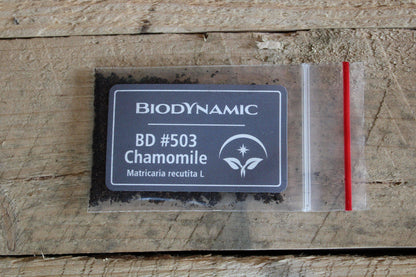 BIODYNAMIC
BD #503
Chamomile
Matricaria recutita L